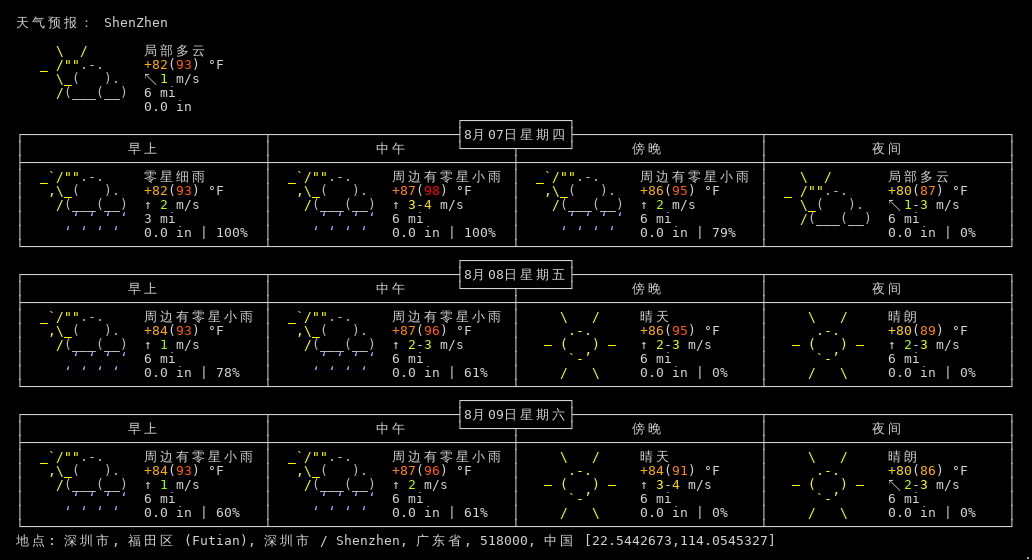 天气预报： ShenZhen
局部多云
+82(93) °F
↖ 1 m/s
6 mi
0.0 in
8月07日星期四
早上 中午 傍晚 夜间
零星细雨 周边有零星小雨 周边有零星小雨 局部多云
+82(93) °F +87(98) °F +86(95) °F +80(87) °F
↑ 2 m/s ↑ 3-4 m/s ↑ 2 m/s ↖ 1-3 m/s
3 mi 6 mi 6 mi 6 mi
0.0 in | 100% 0.0 in | 100% 0.0 in | 79% 0.0 in | 0%
8月08日星期五
早上 中午 傍晚 夜间
周边有零星小雨 周边有零星小雨 晴天 晴朗
+84(93) °F +87(96) °F +86(95) °F +80(89) °F
↑ 1 m/s ↑ 2-3 m/s ↑ 2-3 m/s ↑ 2-3 m/s
6 mi 6 mi 6 mi 6 mi
0.0 in | 78% 0.0 in | 61% 0.0 in | 0% 0.0 in | 0%
8月09日星期六
早上 中午 傍晚 夜间
周边有零星小雨 周边有零星小雨 晴天 晴朗
+84(93) °F +87(96) °F +84(91) °F +80(86) °F
↑ 1 m/s ↑ 2 m/s ↑ 3-4 m/s ↖ 2-3 m/s
6 mi 6 mi 6 mi 6 mi
0.0 in | 60% 0.0 in | 61% 0.0 in | 0% 0.0 in | 0%
地点: 深圳市, 福田区 (Futian), 深圳市 / Shenzhen, 广东省, 518000, 中国 [22.5442673,114.0545327]